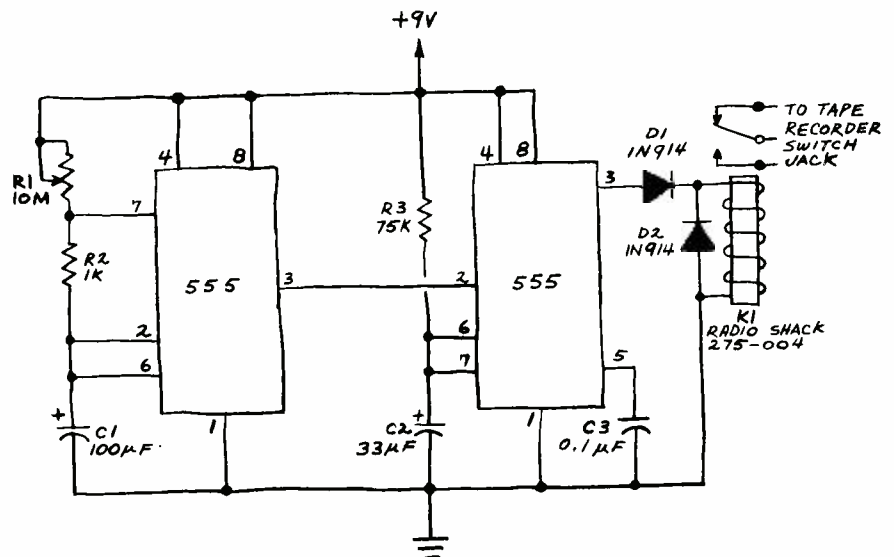 +9V
TO TAPE
RECORDER
SWITCH
JACK
D1
1N914
4
8
4
8
3
R1
10M
7
R3
75K
D2
1N914
R2
1K
555
3
2
555
K1
RADIO SHACK
275-004
2
6
6
7
5
+
C1
100µF
1
+
C2
33µF
1
C3
0.1µF